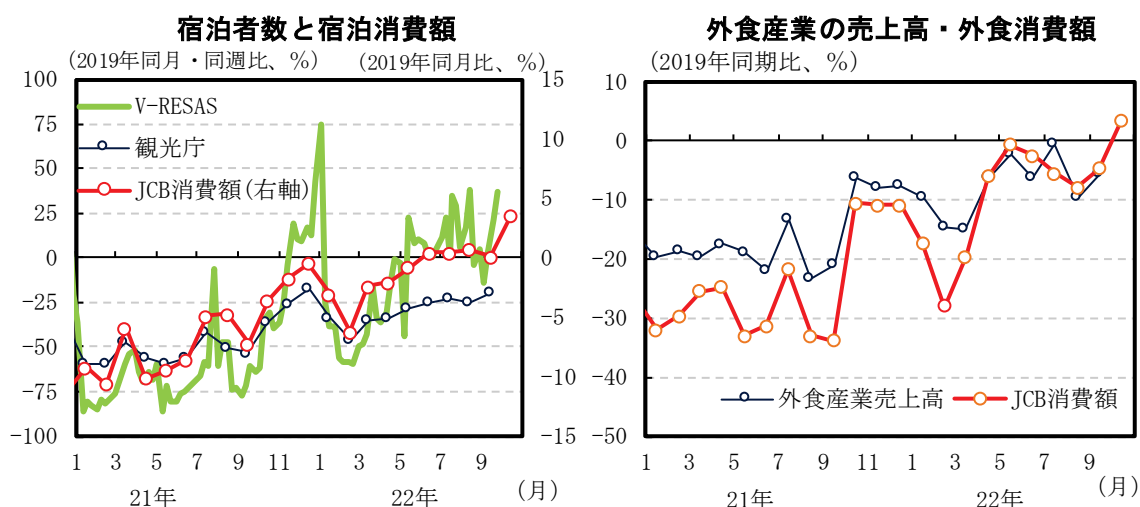 宿泊者数と宿泊消費額
(2019年同月・同週比、%)
(2019年同月比、%)
100
75
50
25
0
-25
-50
-75
-100
15
10
5
0
-5
-10
-15
V-RESAS
観光庁
JCB消費額(右軸)
1 3 5 7 9 11 1 3 5 7 9
21年 22年
(月)
外食産業の売上高・外食消費額
(2019年同期比、%)
10
0
-10
-20
-30
-40
-50
外食産業売上高 JCB消費額
1 3 5 7 9 11 1 3 5 7 9
21年 22年
(月)